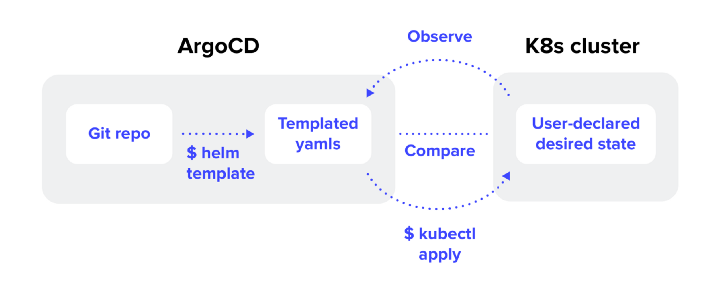 ArgoCD
Observe
K8s cluster
Git repo
$ helm
template
Templated
yamls
Compare
User-declared
desired state
$ kubectl
apply